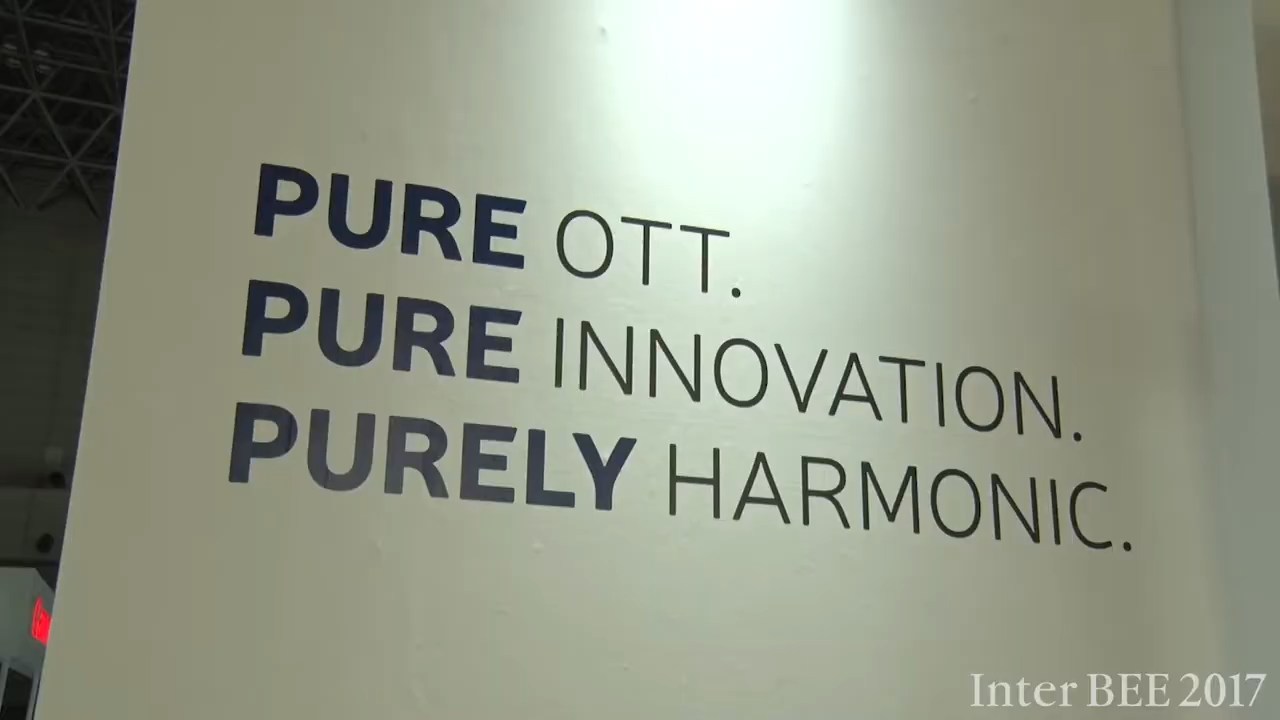 PURE OTT.
PURE INNOVATION.
PURELY HARMONIC.
Inter BEE 2017